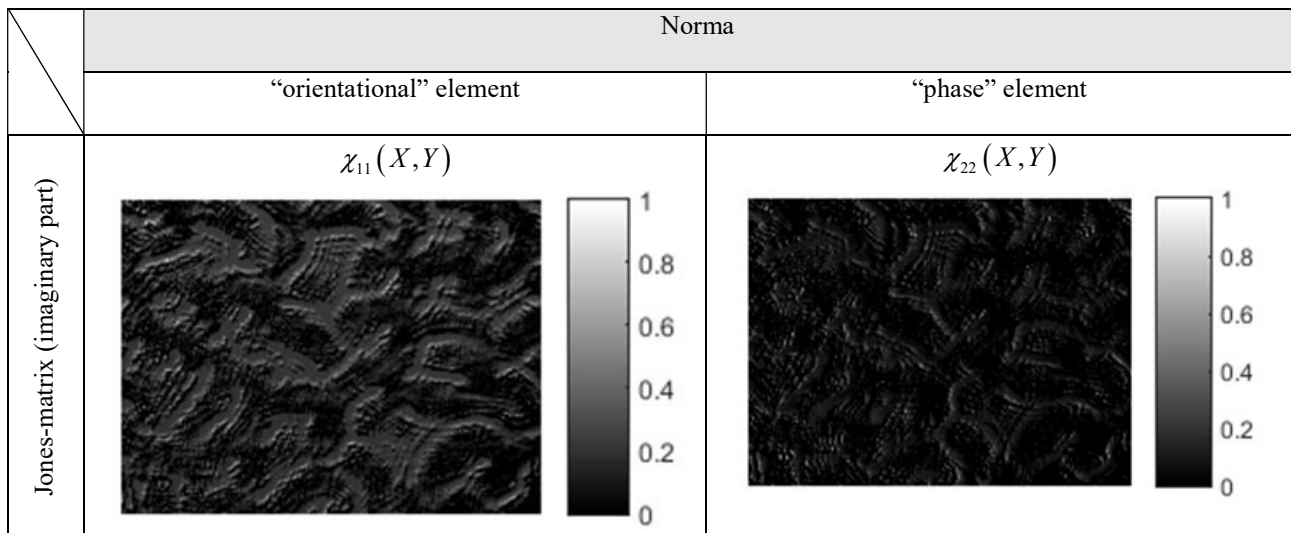 Norma
“orientational” element
“phase” element
Jones-matrix (imaginary part)
χ₁₁(X,Y)
1
0.8
0.6
0.4
0.2
0
χ₂₂(X,Y)
1
0.8
0.6
0.4
0.2
0